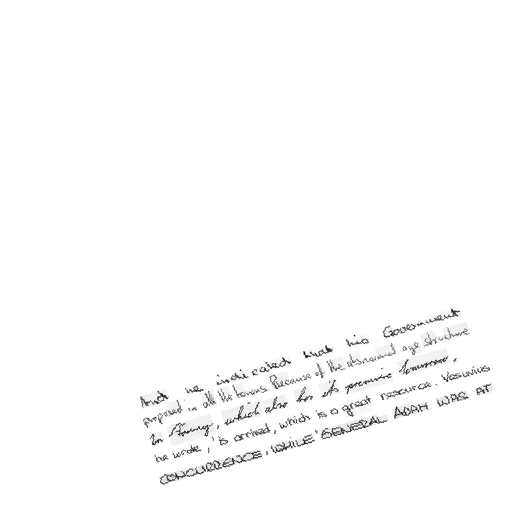 And he indicated that his Government
proposed in all the towns. Because of the abnormal age structure
in Fanny, which also has its première tomorrow.
he wrote, 'is arrived, which is a great resource. Vesuvius
CONCURRENCE, WHILE GENERAL ADAH WAS AT